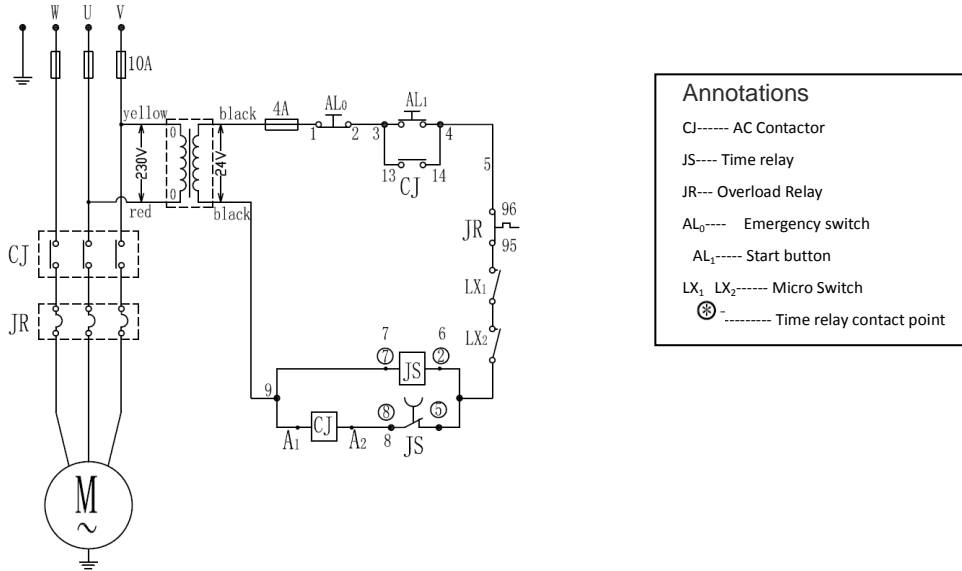 W U V
10A
yellow
0
230V
0
red
black
24V
black
4A
AL₀
1 2
AL₁
3 4
13 14
CJ
5
96
JR
95
LX₁
LX₂
CJ
JR
7 6
⑦ JS ②
9
A₁ CJ A₂
⑧ ⑤
8 JS
M
~
Annotations
CJ------ AC Contactor
JS---- Time relay
JR--- Overload Relay
AL₀---- Emergency switch
AL₁----- Start button
LX₁ LX₂------ Micro Switch
⊛ - --------- Time relay contact point